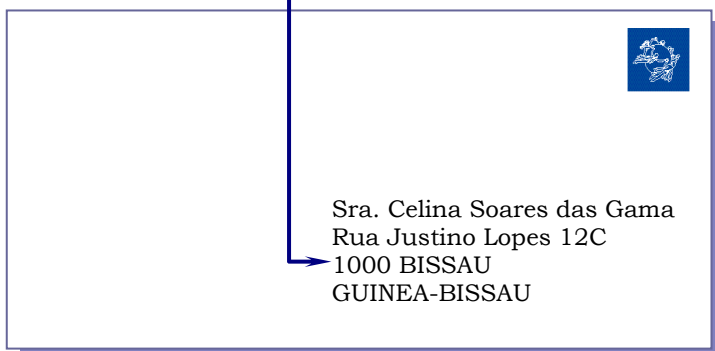 Sra. Celina Soares das Gama
Rua Justino Lopes 12C
1000 BISSAU
GUINEA-BISSAU